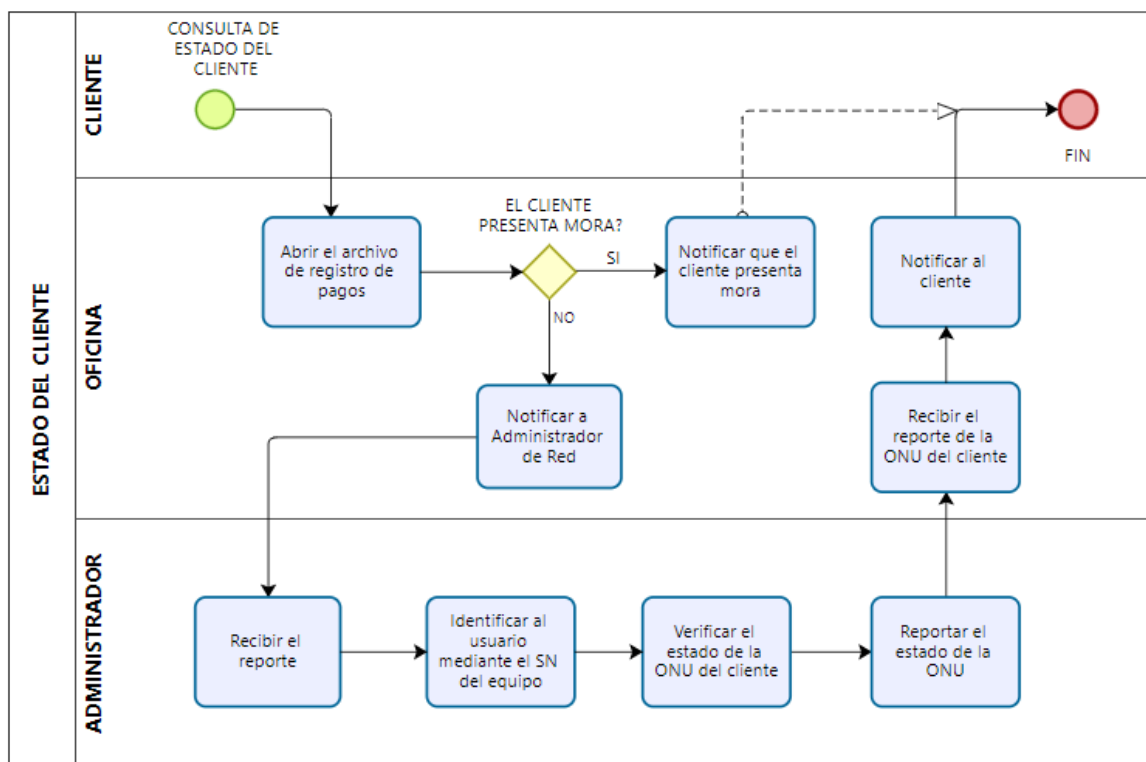 ESTADO DEL CLIENTE
CLIENTE
CONSULTA DE
ESTADO DEL
CLIENTE
FIN
OFICINA
Abrir el archivo
de registro de
pagos
EL CLIENTE
PRESENTA MORA?
SI
NO
Notificar que el
cliente presenta
mora
Notificar al
cliente
Notificar a
Administrador
de Red
Recibir el
reporte de la
ONU del cliente
ADMINISTRADOR
Recibir el
reporte
Identificar al
usuario
mediante el SN
del equipo
Verificar el
estado de la
ONU del cliente
Reportar el
estado de la
ONU